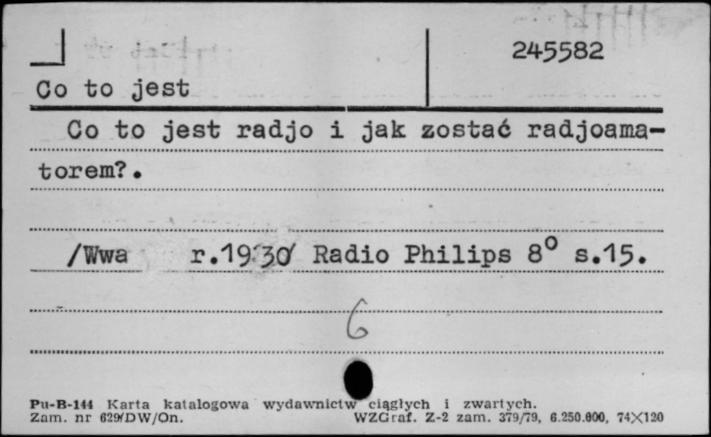 245582
Co to jest
Co to jest radjo i jak zostać radjoama-
torem?.
/Wwa r.1930/ Radio Philips 8° s.15.
6
Pu-B-144 Karta katalogowa wydawnictw ciągłych i zwartych.
Zam. nr 629/DW/On. WZGraf. Z-2 zam. 379/79, 6.250.000, 74X120